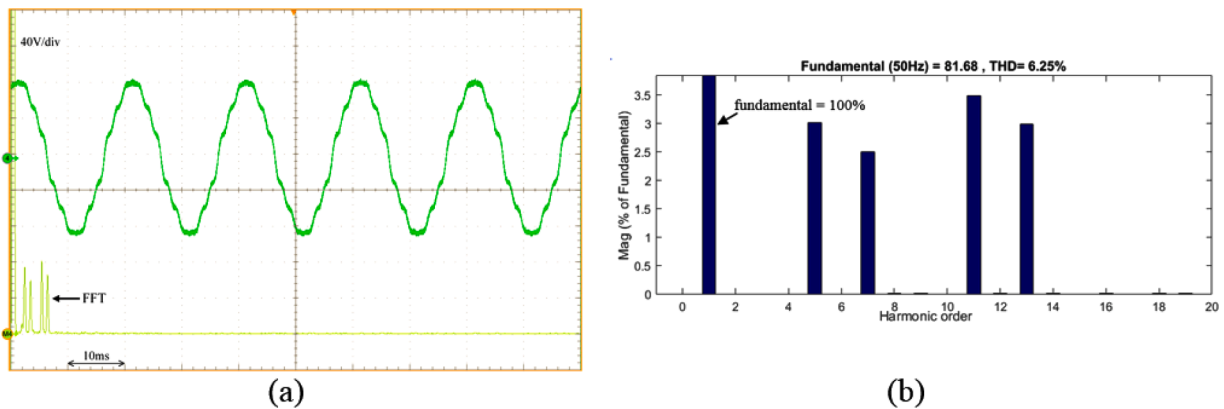 40V/div
4
FFT
M4
10ms
(a)
Fundamental (50Hz) = 81.68 , THD= 6.25%
Mag (% of Fundamental)
3.5
3
2.5
2
1.5
1
0.5
0
fundamental = 100%
0 2 4 6 8 10 12 14 16 18 20
Harmonic order
(b)